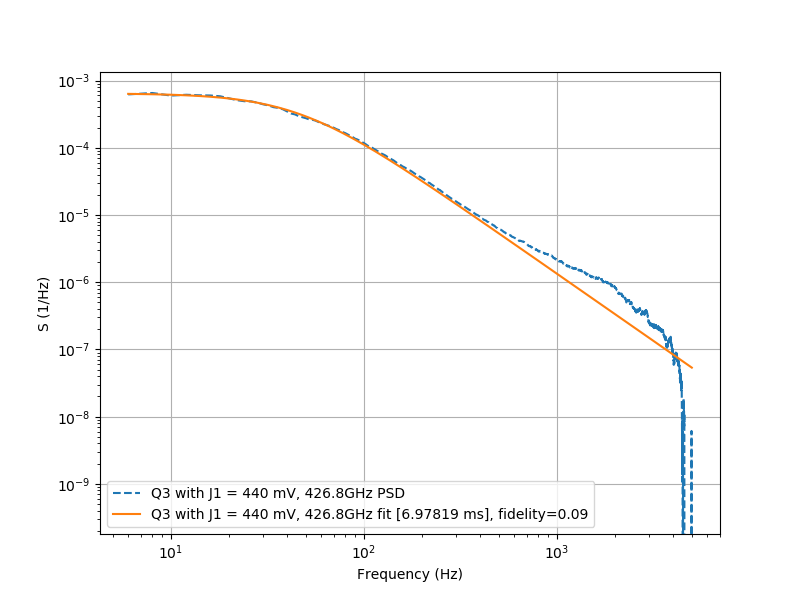 10⁻³
10⁻⁴
10⁻⁵
10⁻⁶
10⁻⁷
10⁻⁸
10⁻⁹
S (1/Hz)
Q3 with J1 = 440 mV, 426.8GHz PSD
Q3 with J1 = 440 mV, 426.8GHz fit [6.97819 ms], fidelity=0.09
10¹ 10² 10³
Frequency (Hz)